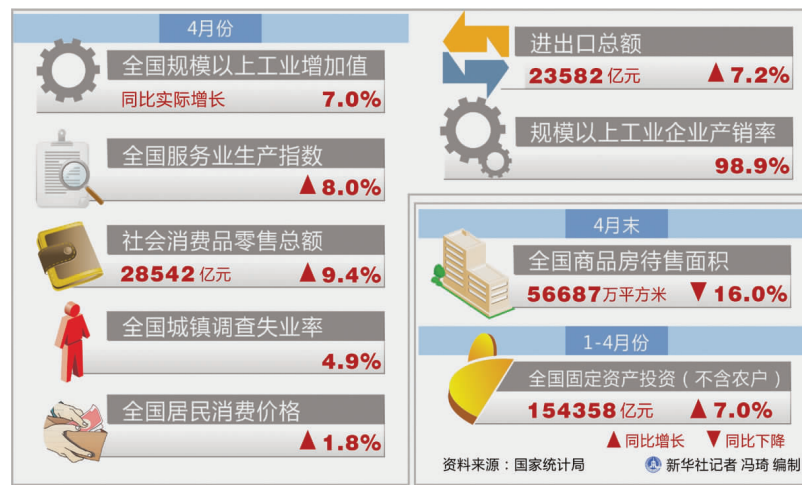 4月份
全国规模以上工业增加值
同比实际增长 7.0%
全国服务业生产指数
▲8.0%
社会消费品零售总额
28542亿元 ▲9.4%
全国城镇调查失业率
4.9%
全国居民消费价格
▲1.8%
进出口总额
23582亿元 ▲7.2%
规模以上工业企业产销率
98.9%
4月末
全国商品房待售面积
56687万平方米 ▼16.0%
1-4月份
全国固定资产投资（不含农户）
154358亿元 ▲7.0%
▲同比增长 ▼同比下降
资料来源：国家统计局 新华社记者 冯琦 编制